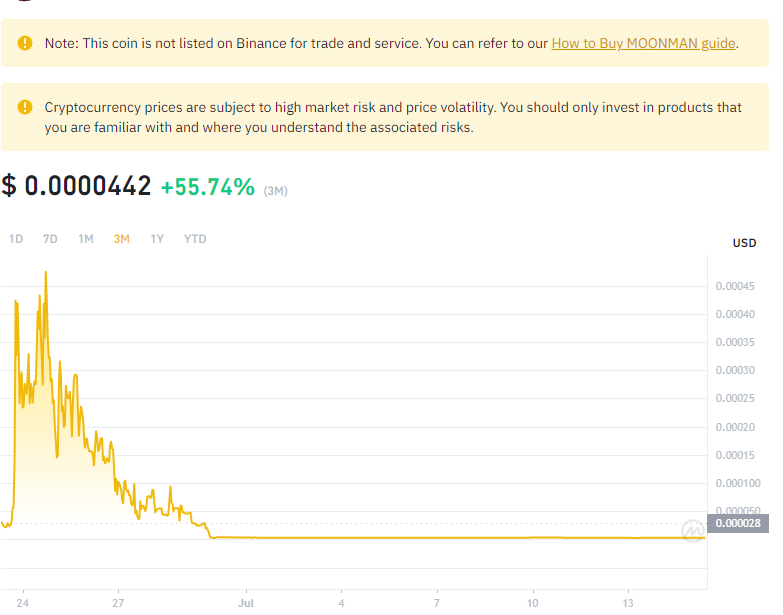 Note: This coin is not listed on Binance for trade and service. You can refer to our How to Buy MOONMAN guide.
Cryptocurrency prices are subject to high market risk and price volatility. You should only invest in products that
you are familiar with and where you understand the associated risks.
$ 0.0000442 +55.74% (3M)
1D 7D 1M 3M 1Y YTD
USD
0.00045
0.00040
0.00035
0.00030
0.00025
0.00020
0.00015
0.000100
0.000050
0.000028
24 27 Jul 4 7 10 13